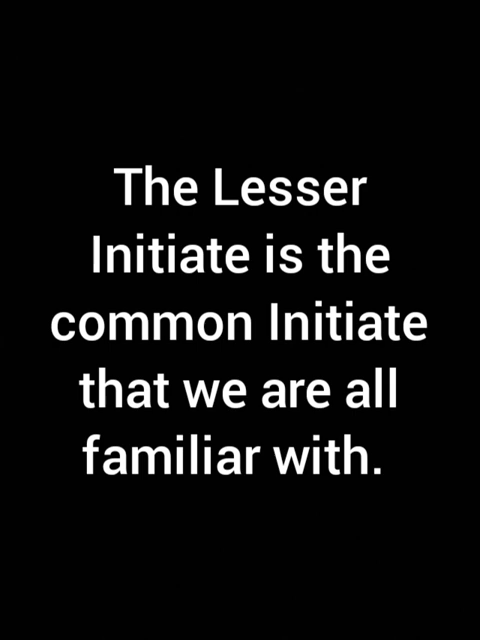 The Lesser
Initiate is the
common Initiate
that we are all
familiar with.